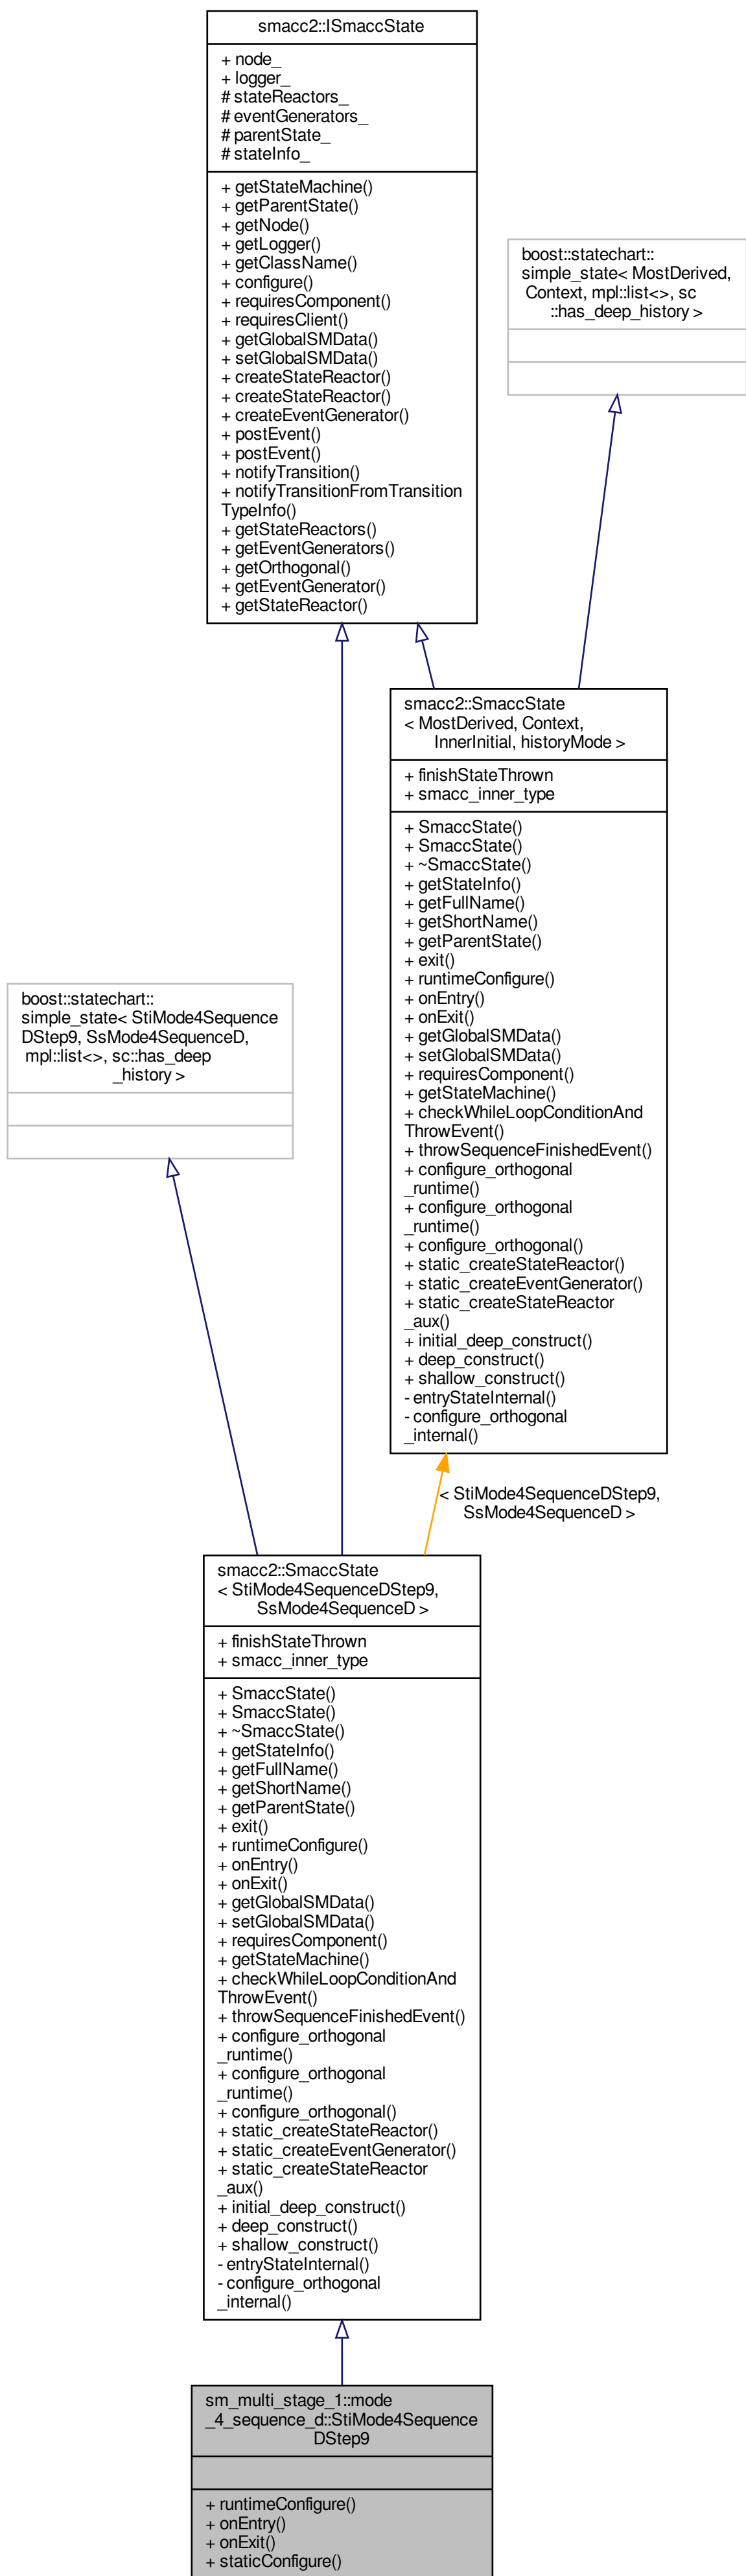 smacc2::ISmaccState
+ node_
+ logger_
# stateReactors_
# eventGenerators_
# parentState_
# stateInfo_
+ getStateMachine()
+ getParentState()
+ getNode()
+ getLogger()
+ getClassName()
+ configure()
+ requiresComponent()
+ requiresClient()
+ getGlobalSMData()
+ setGlobalSMData()
+ createStateReactor()
+ createStateReactor()
+ createEventGenerator()
+ postEvent()
+ postEvent()
+ notifyTransition()
+ notifyTransitionFromTransition
TypeInfo()
+ getStateReactors()
+ getEventGenerators()
+ getOrthogonal()
+ getEventGenerator()
+ getStateReactor()
boost::statechart::
simple_state< MostDerived,
Context, mpl::list<>, sc
::has_deep_history >
smacc2::SmaccState
< MostDerived, Context,
InnerInitial, historyMode >
+ finishStateThrown
+ smacc_inner_type
+ SmaccState()
+ SmaccState()
+ ~SmaccState()
+ getStateInfo()
+ getFullName()
+ getShortName()
+ getParentState()
+ exit()
+ runtimeConfigure()
+ onEntry()
+ onExit()
+ getGlobalSMData()
+ setGlobalSMData()
+ requiresComponent()
+ getStateMachine()
+ checkWhileLoopConditionAnd
ThrowEvent()
+ throwSequenceFinishedEvent()
+ configure_orthogonal
_runtime()
+ configure_orthogonal
_runtime()
+ configure_orthogonal()
+ static_createStateReactor()
+ static_createEventGenerator()
+ static_createStateReactor
_aux()
+ initial_deep_construct()
+ deep_construct()
+ shallow_construct()
- entryStateInternal()
- configure_orthogonal
_internal()
boost::statechart::
simple_state< StiMode4Sequence
DStep9, SsMode4SequenceD,
mpl::list<>, sc::has_deep
_history >
< StiMode4SequenceDStep9,
SsMode4SequenceD >
smacc2::SmaccState
< StiMode4SequenceDStep9,
SsMode4SequenceD >
+ finishStateThrown
+ smacc_inner_type
+ SmaccState()
+ SmaccState()
+ ~SmaccState()
+ getStateInfo()
+ getFullName()
+ getShortName()
+ getParentState()
+ exit()
+ runtimeConfigure()
+ onEntry()
+ onExit()
+ getGlobalSMData()
+ setGlobalSMData()
+ requiresComponent()
+ getStateMachine()
+ checkWhileLoopConditionAnd
ThrowEvent()
+ throwSequenceFinishedEvent()
+ configure_orthogonal
_runtime()
+ configure_orthogonal
_runtime()
+ configure_orthogonal()
+ static_createStateReactor()
+ static_createEventGenerator()
+ static_createStateReactor
_aux()
+ initial_deep_construct()
+ deep_construct()
+ shallow_construct()
- entryStateInternal()
- configure_orthogonal
_internal()
sm_multi_stage_1::mode
_4_sequence_d::StiMode4Sequence
DStep9
+ runtimeConfigure()
+ onEntry()
+ onExit()
+ staticConfigure()